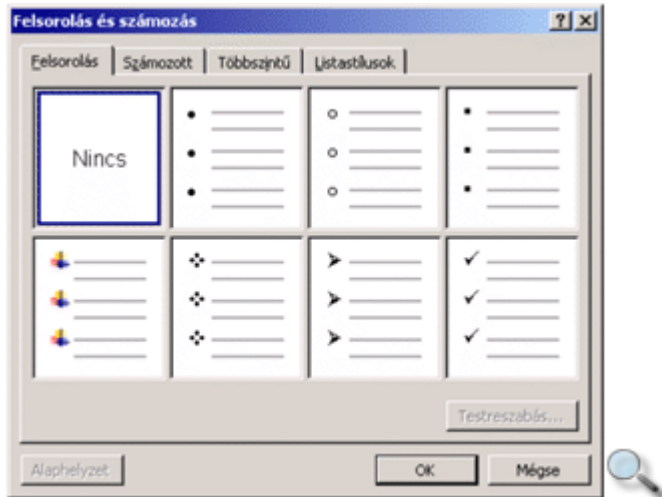 Felsorolás és számozás
Felsorolás Számozott Többszintű Listastílusok
Nincs
Testreszabás...
Alaphelyzet OK Mégse